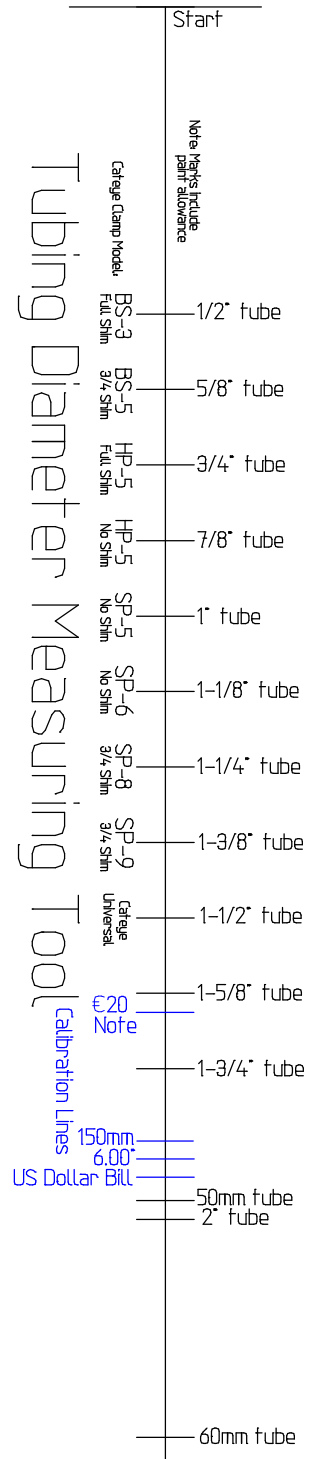 Start
Note: Marks include
paint allowance
Tubing Diameter Measuring Tool
Cateye Clamp Model:
BS-3
Full Shim
1/2" tube
BS-5
3/4 Shim
5/8" tube
HP-5
Full Shim
3/4" tube
HP-5
No Shim
7/8" tube
SP-5
No Shim
1" tube
SP-6
No Shim
1-1/8" tube
SP-8
3/4 Shim
1-1/4" tube
SP-9
3/4 Shim
1-3/8" tube
Cateye
Universal
1-1/2" tube
1-5/8" tube
€20
Note
Calibration Lines
1-3/4" tube
150mm
6.00"
US Dollar Bill
50mm tube
2" tube
60mm tube